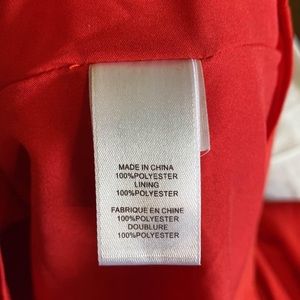 MADE IN CHINA
100%POLYESTER
LINING
100%POLYESTER
FABRIQUE EN CHINE
100%POLYESTER
DOUBLURE
100%POLYESTER